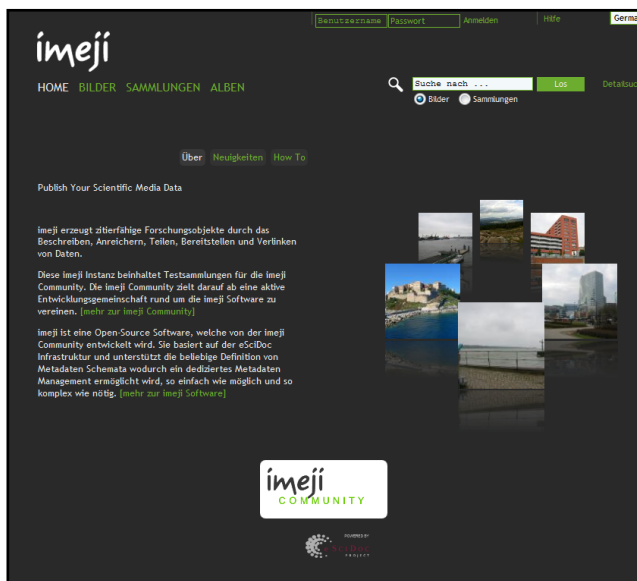 Benutzername Passwort Anmelden Hilfe Germa
imeji
HOME BILDER SAMMLUNGEN ALBEN
Suche nach ... Los Detailsuc
Bilder Sammlungen
Über Neuigkeiten How To
Publish Your Scientific Media Data
imeji erzeugt zitierfähige Forschungsobjekte durch das
Beschreiben, Anreichern, Teilen, Bereitstellen und Verlinken
von Daten.
Diese imeji Instanz beinhaltet Testsammlungen für die imeji
Community. Die imeji Community zielt darauf ab eine aktive
Entwicklungsgemeinschaft rund um die imeji Software zu
vereinen. [mehr zur imeji Community]
imeji ist eine Open-Source Software, welche von der imeji
Community entwickelt wird. Sie basiert auf der eSciDoc
Infrastruktur und unterstützt die beliebige Definition von
Metadaten Schemata wodurch ein dediziertes Metadaten
Management ermöglicht wird, so einfach wie möglich und so
komplex wie nötig. [mehr zur imeji Software]
imeji
COMMUNITY
POWERED BY
eSciDoc
PROJECT